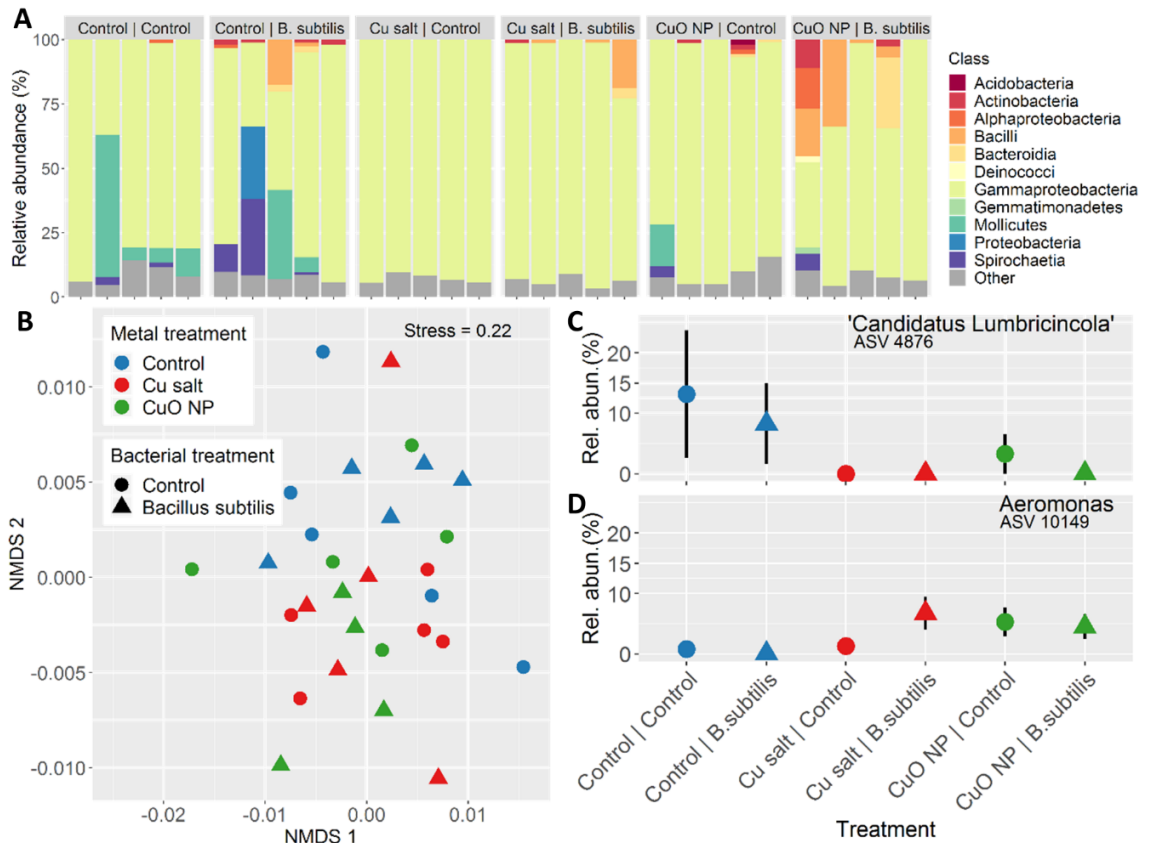 A
Control | Control
Control | B. subtilis
Cu salt | Control
Cu salt | B. subtilis
CuO NP | Control
CuO NP | B. subtilis
Relative abundance (%)
100
75
50
25
0
Class
Acidobacteria
Actinobacteria
Alphaproteobacteria
Bacilli
Bacteroidia
Deinococci
Gammaproteobacteria
Gemmatimonadetes
Mollicutes
Proteobacteria
Spirochaetia
Other
B
Metal treatment
Control
Cu salt
CuO NP
Bacterial treatment
Control
Bacillus subtilis
Stress = 0.22
NMDS 2
0.010
0.005
0.000
-0.005
-0.010
-0.02
-0.01
0.00
0.01
NMDS 1
C
'Candidatus Lumbricincola'
ASV 4876
Rel. abun.(%)
20
15
10
0
D
Aeromonas
ASV 10149
Rel. abun.(%)
20
15
10
0
Control | Control
Control | B.subtilis
Cu salt | Control
Cu salt | B.subtilis
CuO NP | Control
CuO NP | B.subtilis
Treatment